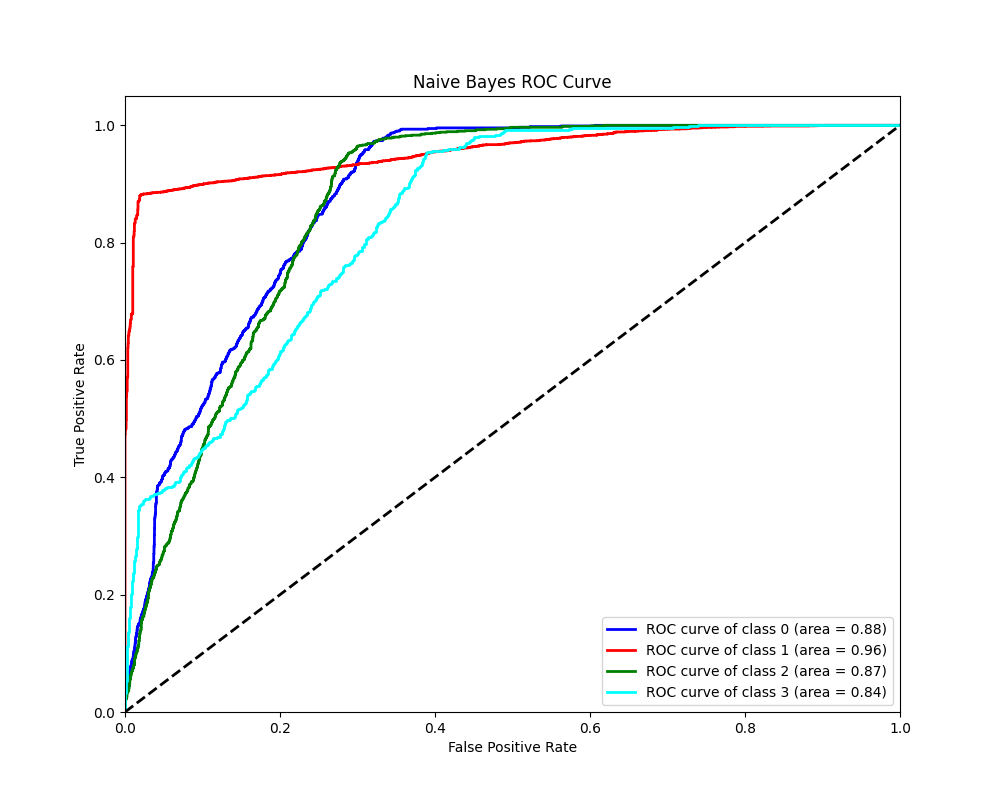 Naive Bayes ROC Curve
True Positive Rate
1.0
0.8
0.6
0.4
0.2
0.0
ROC curve of class 0 (area = 0.88)
ROC curve of class 1 (area = 0.96)
ROC curve of class 2 (area = 0.87)
ROC curve of class 3 (area = 0.84)
0.0 0.2 0.4 0.6 0.8 1.0
False Positive Rate